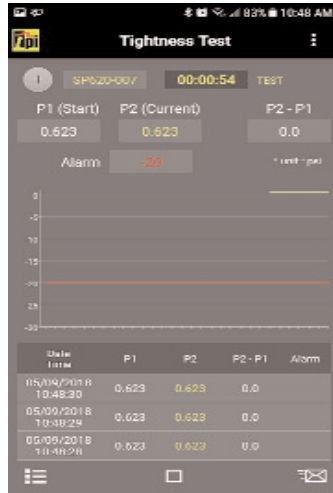 83% 10:48 AM
Tpi Tightness Test
SP620-007 00:00:54 TEST
P1 (Start) P2 (Current) P2 - P1
0.623 0.623 0.0
Alarm -20 * unit - psi
0
-5
-10
-15
-20
-25
-30
Date Time P1 P2 P2 - P1 Alarm
05/09/2018 10:48:30 0.623 0.623 0.0
05/09/2018 10:48:29 0.623 0.623 0.0
05/09/2018 10:48:28 0.623 0.623 0.0